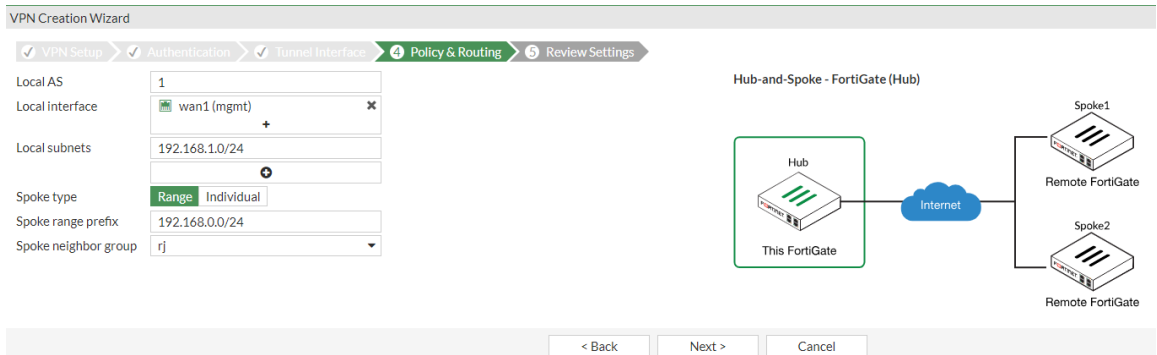 VPN Creation Wizard
VPN Setup
Authentication
Tunnel Interface
4 Policy & Routing
5 Review Settings
Local AS
1
Local interface
wan1 (mgmt)
Local subnets
192.168.1.0/24
Spoke type
Range Individual
Spoke range prefix
192.168.0.0/24
Spoke neighbor group
rj
Hub-and-Spoke - FortiGate (Hub)
Hub
This FortiGate
Internet
Spoke1
FORTINET
Remote FortiGate
Spoke2
FORTINET
Remote FortiGate
FORTINET
< Back
Next >
Cancel